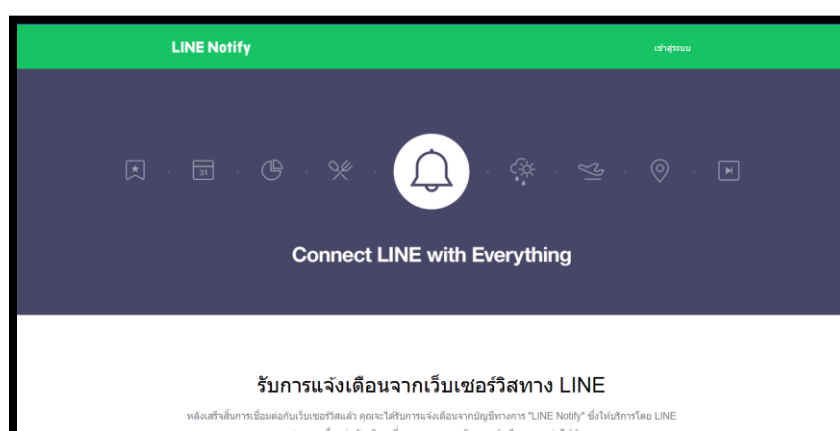 LINE Notify
เข้าสู่ระบบ
31
Connect LINE with Everything
รับการแจ้งเตือนจากเว็บเซอร์วิสทาง LINE
หลังเสร็จสิ้นการเชื่อมต่อกับเว็บเซอร์วิสแล้ว คุณจะได้รับการแจ้งเตือนจากบัญชีทางการ "LINE Notify" ซึ่งให้บริการโดย LINE